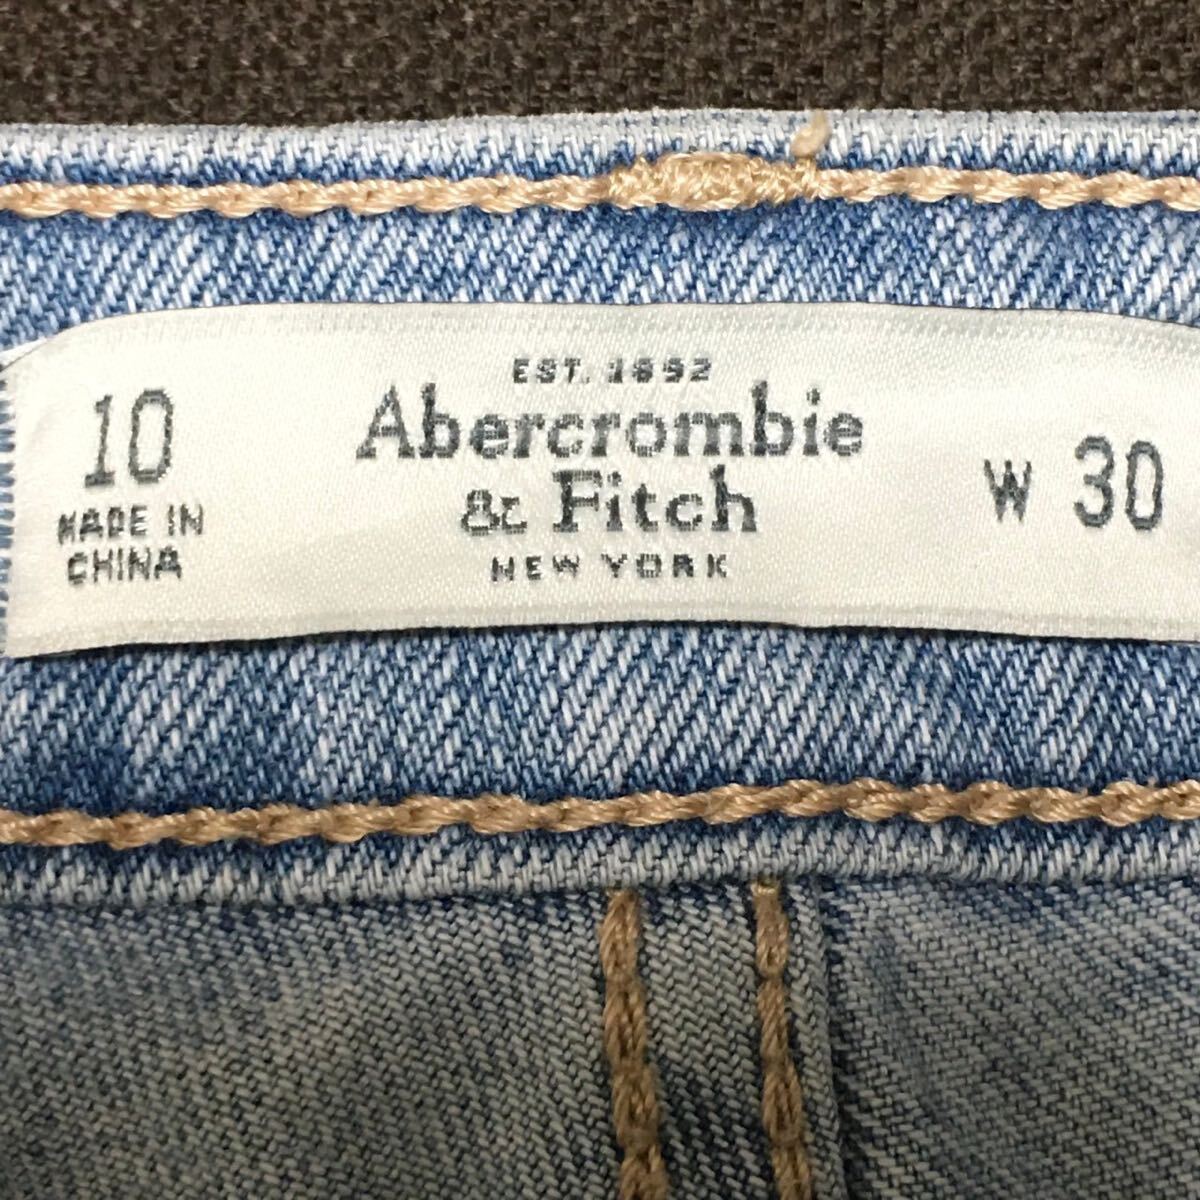 10
MADE IN
CHINA
EST. 1892
Abercrombie
& Fitch
NEW YORK
W 30